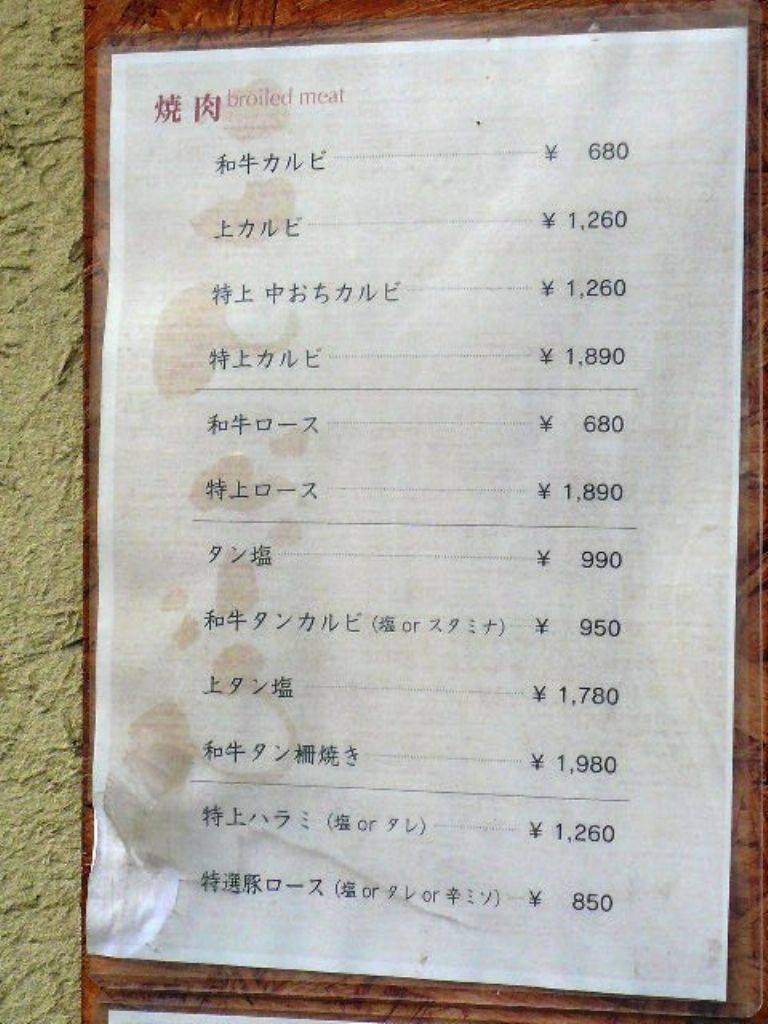 焼肉 broiled meat
和牛カルビ ¥ 680
上カルビ ¥ 1,260
特上 中おちカルビ ¥ 1,260
特上カルビ ¥ 1,890
和牛ロース ¥ 680
特上ロース ¥ 1,890
タン塩 ¥ 990
和牛タンカルビ (塩 or スタミナ) ¥ 950
上タン塩 ¥ 1,780
和牛タン柵焼き ¥ 1,980
特上ハラミ (塩 or タレ) ¥ 1,260
特選豚ロース (塩 or タレ or 辛ミソ) ¥ 850